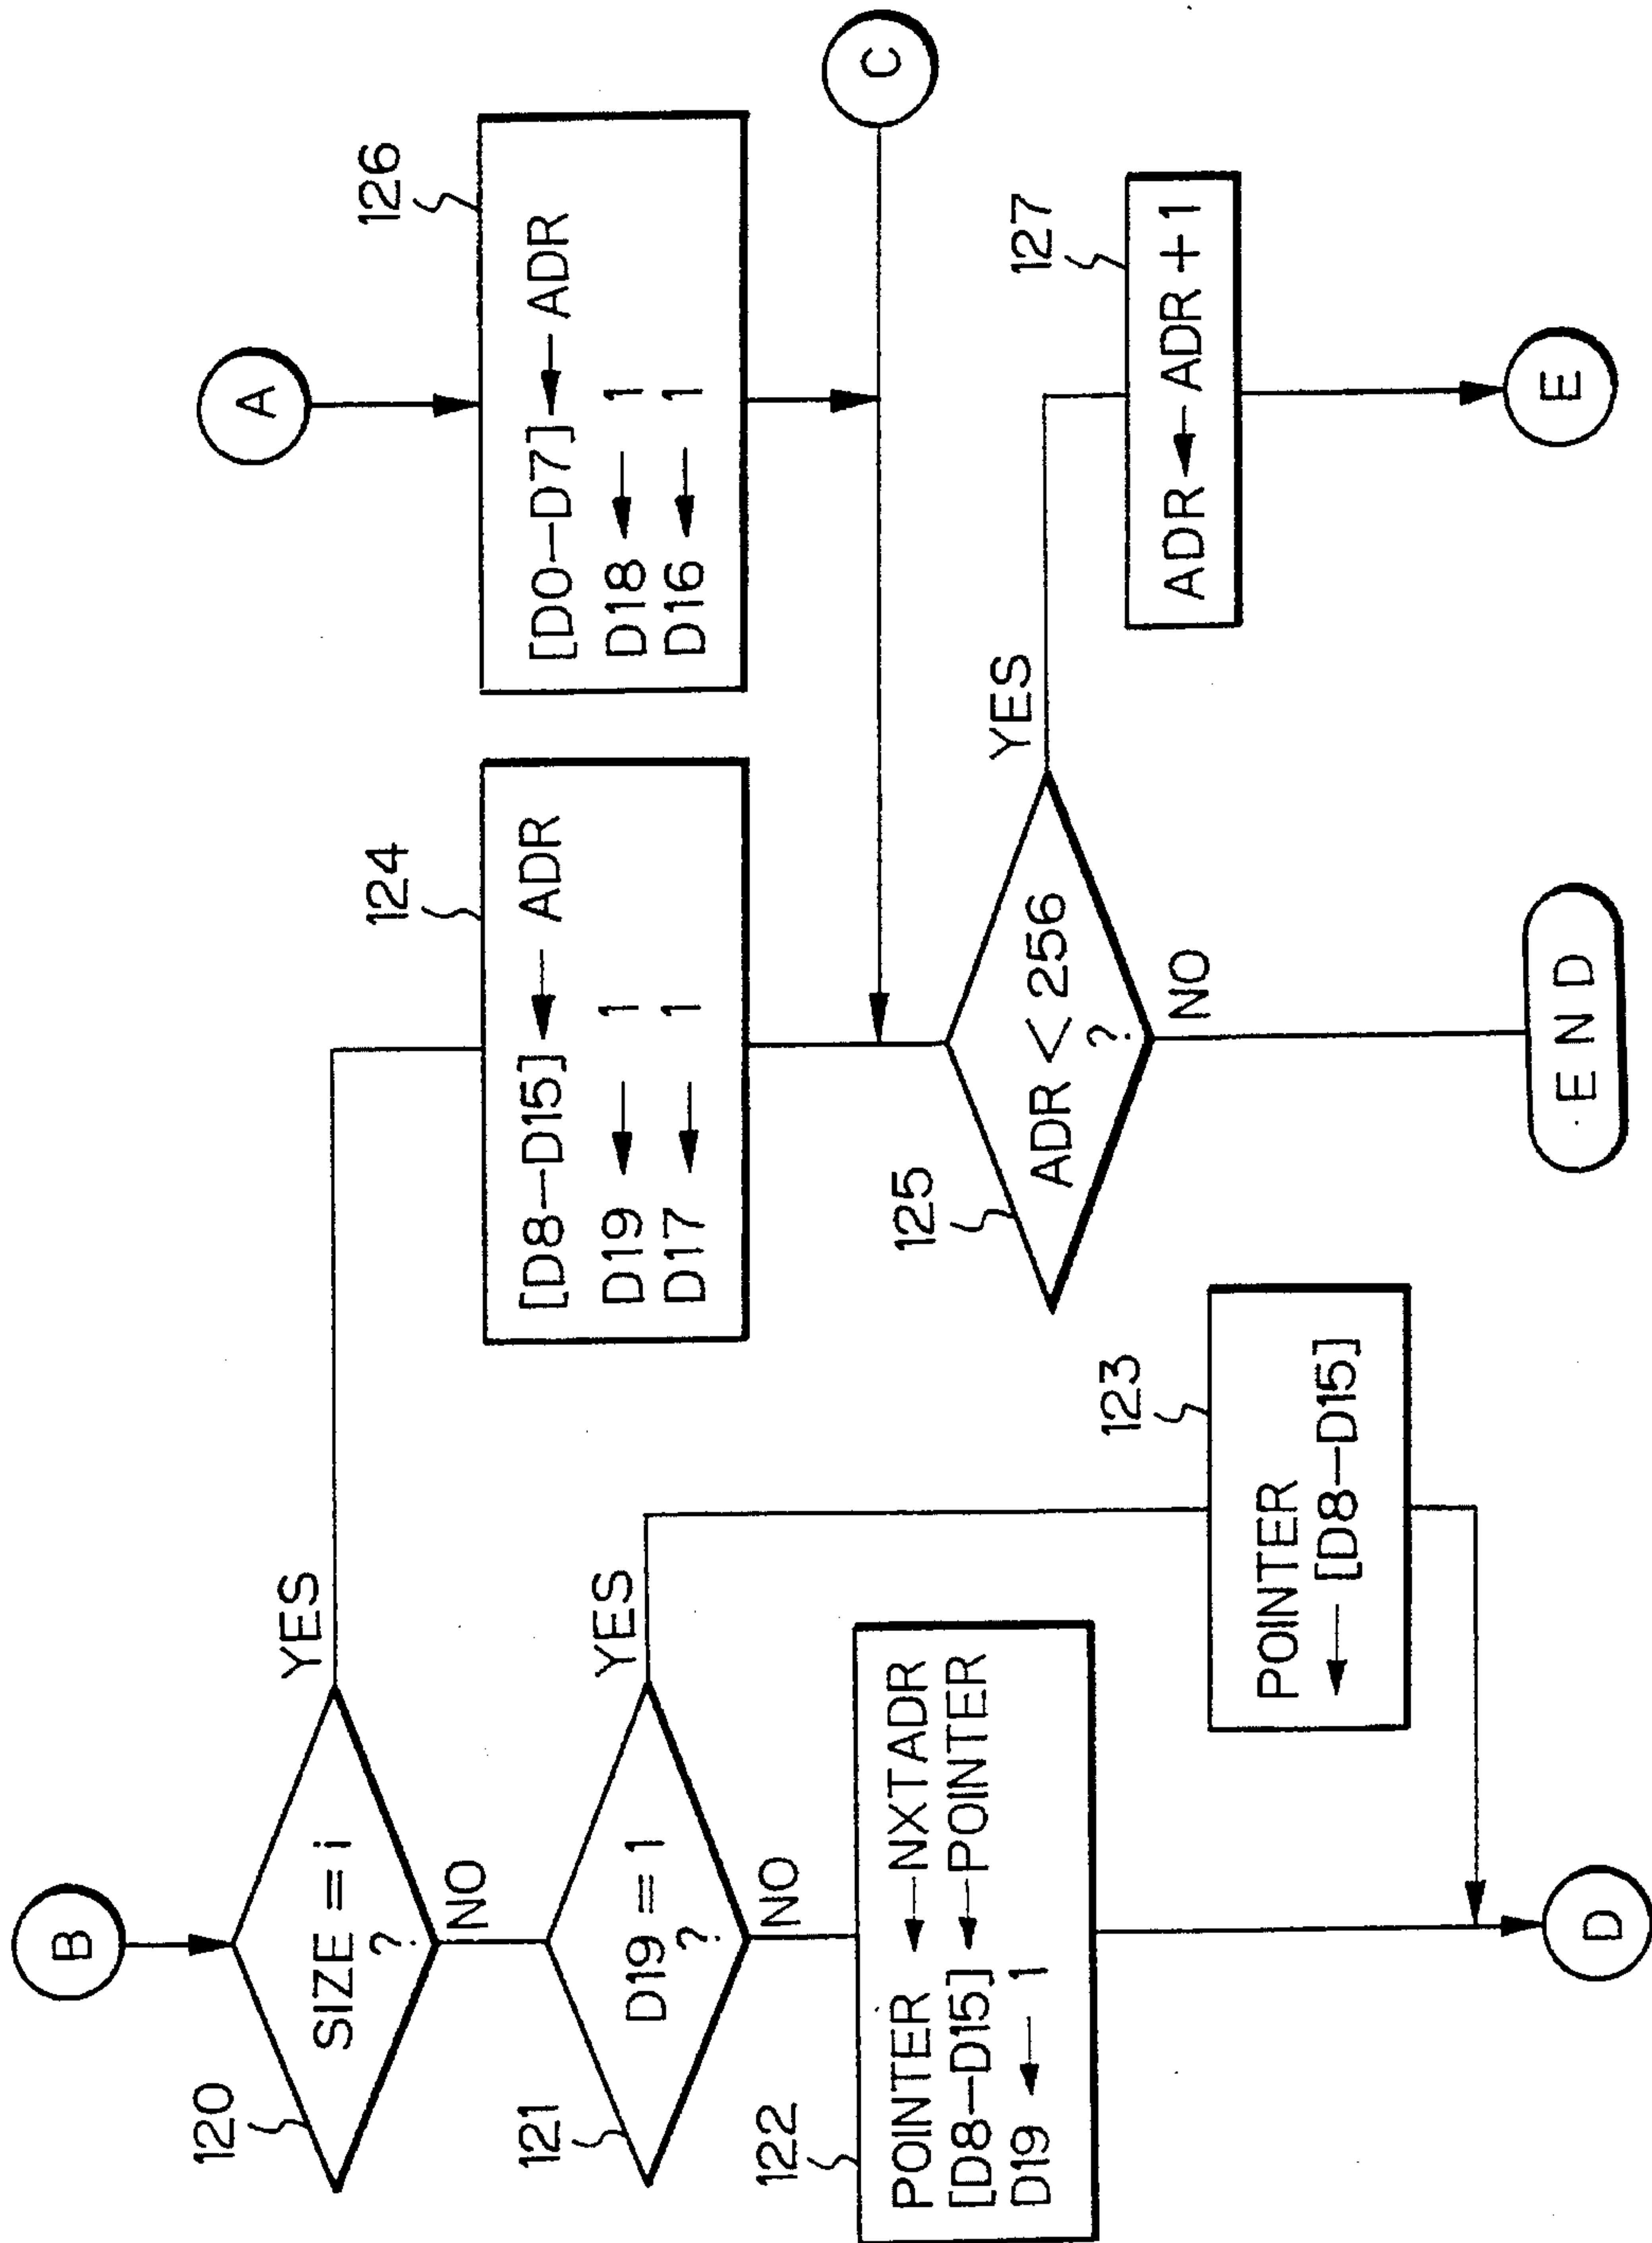 B
120
SIZE = i
?
YES
NO
121
D19 = 1
?
YES
NO
122
POINTER ← NXTADR
[D8—D15] ← POINTER
D19 ← 1
123
POINTER
← [D8—D15]
D
124
[D8—D15] ← ADR
D19 ← 1
D17 ← 1
A
126
[D0—D7] ← ADR
D18 ← 1
D16 ← 1
C
125
ADR < 256
?
YES
NO
127
ADR ← ADR + 1
E
END